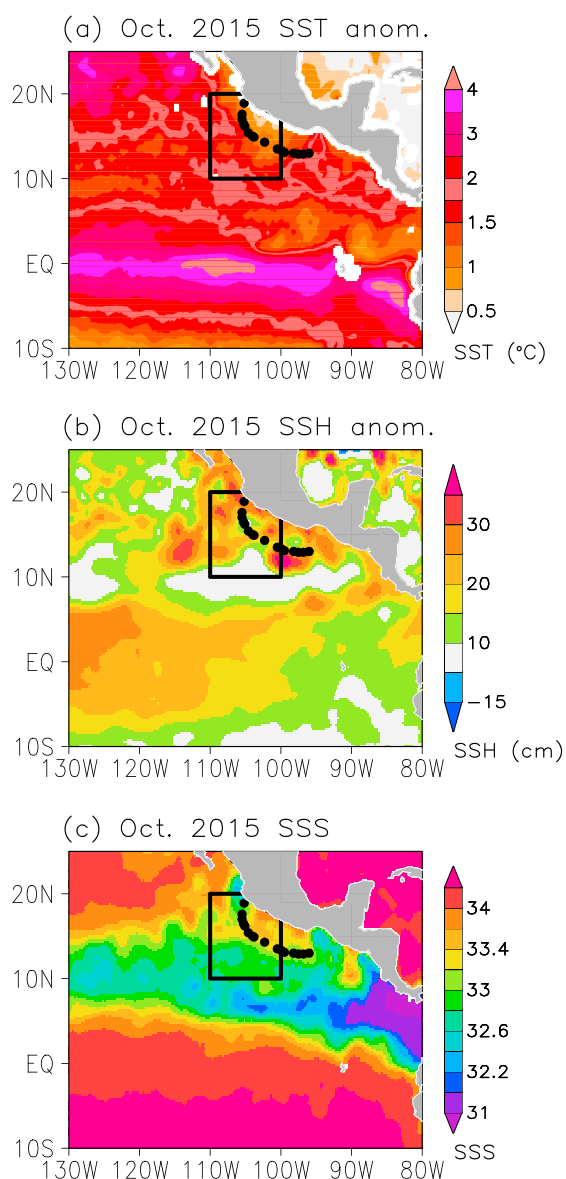 (a) Oct. 2015 SST anom.
20N
10N
EQ
10S
130W 120W 110W 100W 90W 80W
4
3
2
1.5
1
0.5
SST (°C)
(b) Oct. 2015 SSH anom.
20N
10N
EQ
10S
130W 120W 110W 100W 90W 80W
30
20
10
-15
SSH (cm)
(c) Oct. 2015 SSS
20N
10N
EQ
10S
130W 120W 110W 100W 90W 80W
34
33.4
33
32.6
32.2
31
SSS